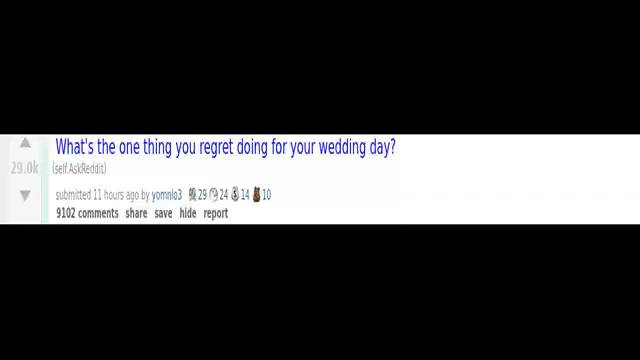 What's the one thing you regret doing for your wedding day?
29.0k
(self.AskReddit)
submitted 11 hours ago by yomnlo3 29 24 14 10
9102 comments share save hide report